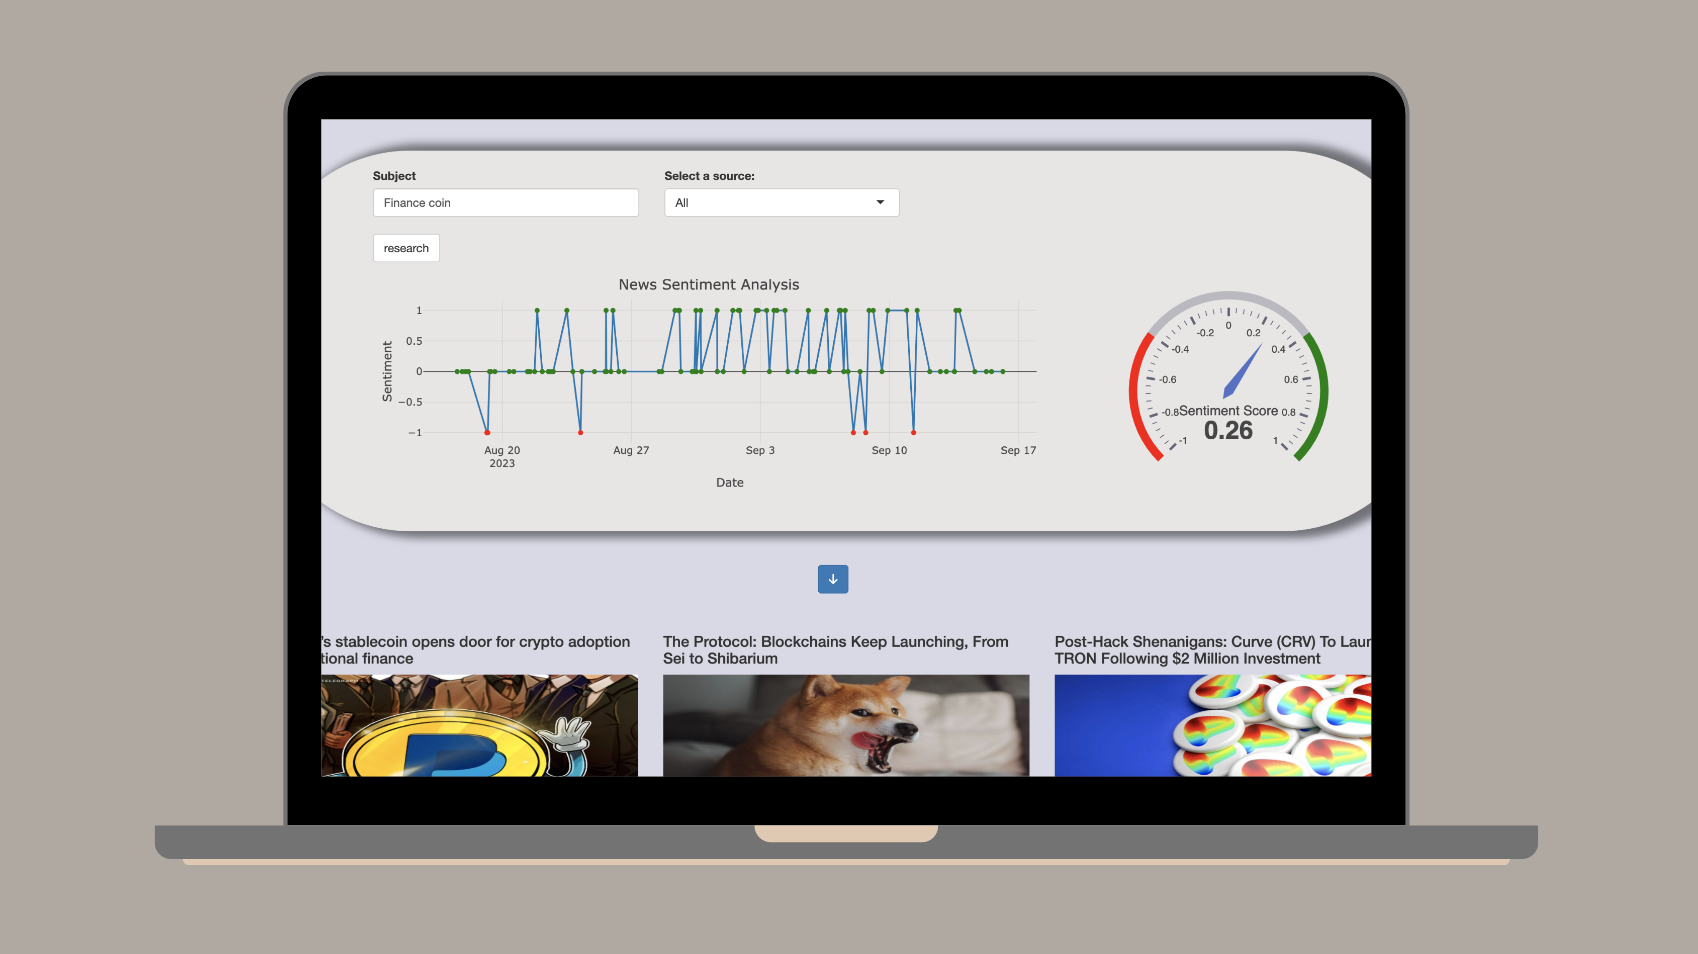 Subject
Select a source:
Finance coin
All
research
News Sentiment Analysis
1
0.5
0
−0.5
−1
Sentiment
Aug 20
2023
Aug 27
Sep 3
Sep 10
Sep 17
Date
-1
-0.8
-0.6
-0.4
-0.2
0
0.2
0.4
0.6
0.8
1
Sentiment Score
0.26
's stablecoin opens door for crypto adoption
tional finance
The Protocol: Blockchains Keep Launching, From
Sei to Shibarium
Post-Hack Shenanigans: Curve (CRV) To Laun
TRON Following $2 Million Investment